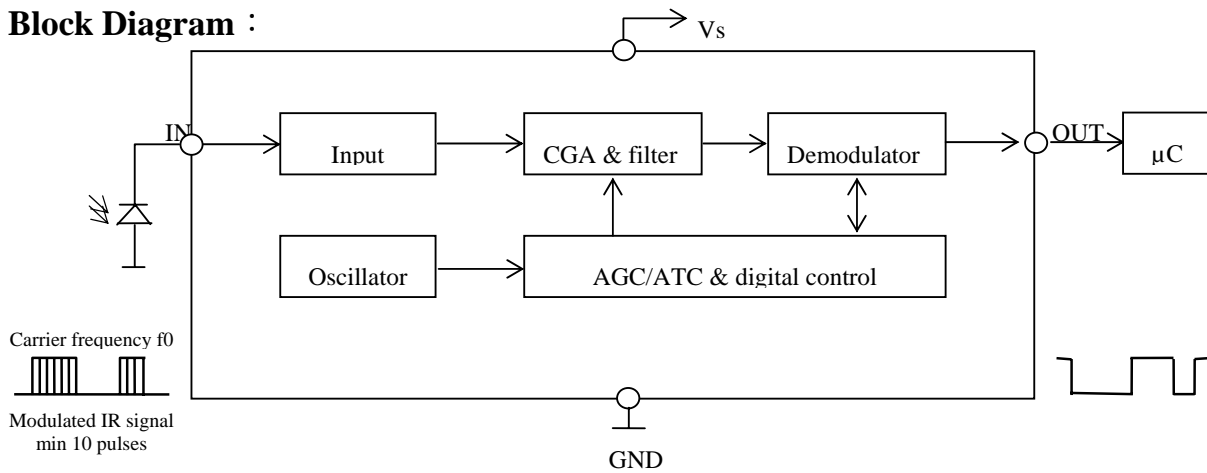 Block Diagram：
Vs
IN
Input
CGA & filter
Demodulator
OUT
µC
Oscillator
AGC/ATC & digital control
Carrier frequency f0
Modulated IR signal
min 10 pulses
GND